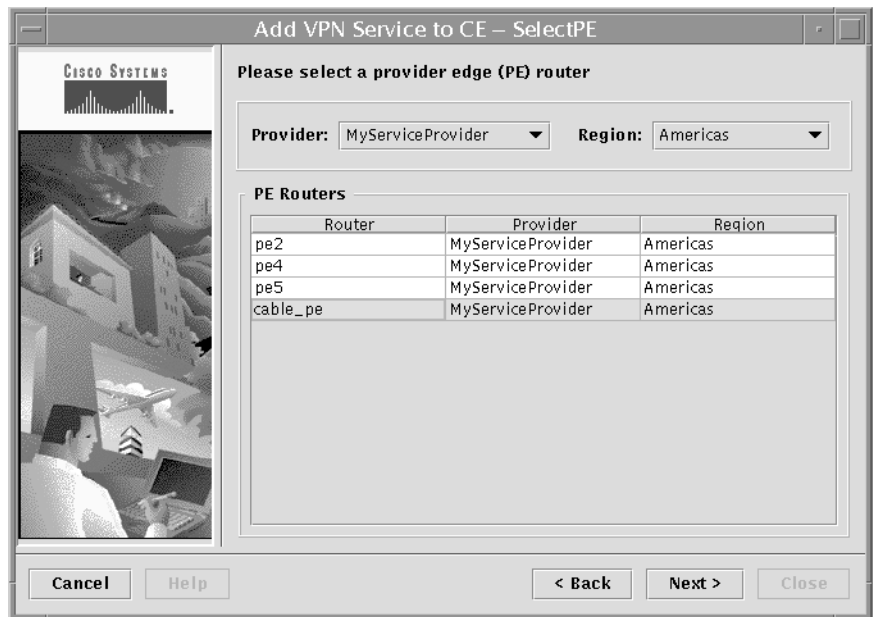 Add VPN Service to CE – SelectPE
CISCO SYSTEMS
Please select a provider edge (PE) router
Provider: MyServiceProvider Region: Americas
PE Routers
Router Provider Region
pe2 MyServiceProvider Americas
pe4 MyServiceProvider Americas
pe5 MyServiceProvider Americas
cable_pe MyServiceProvider Americas
Cancel Help < Back Next > Close